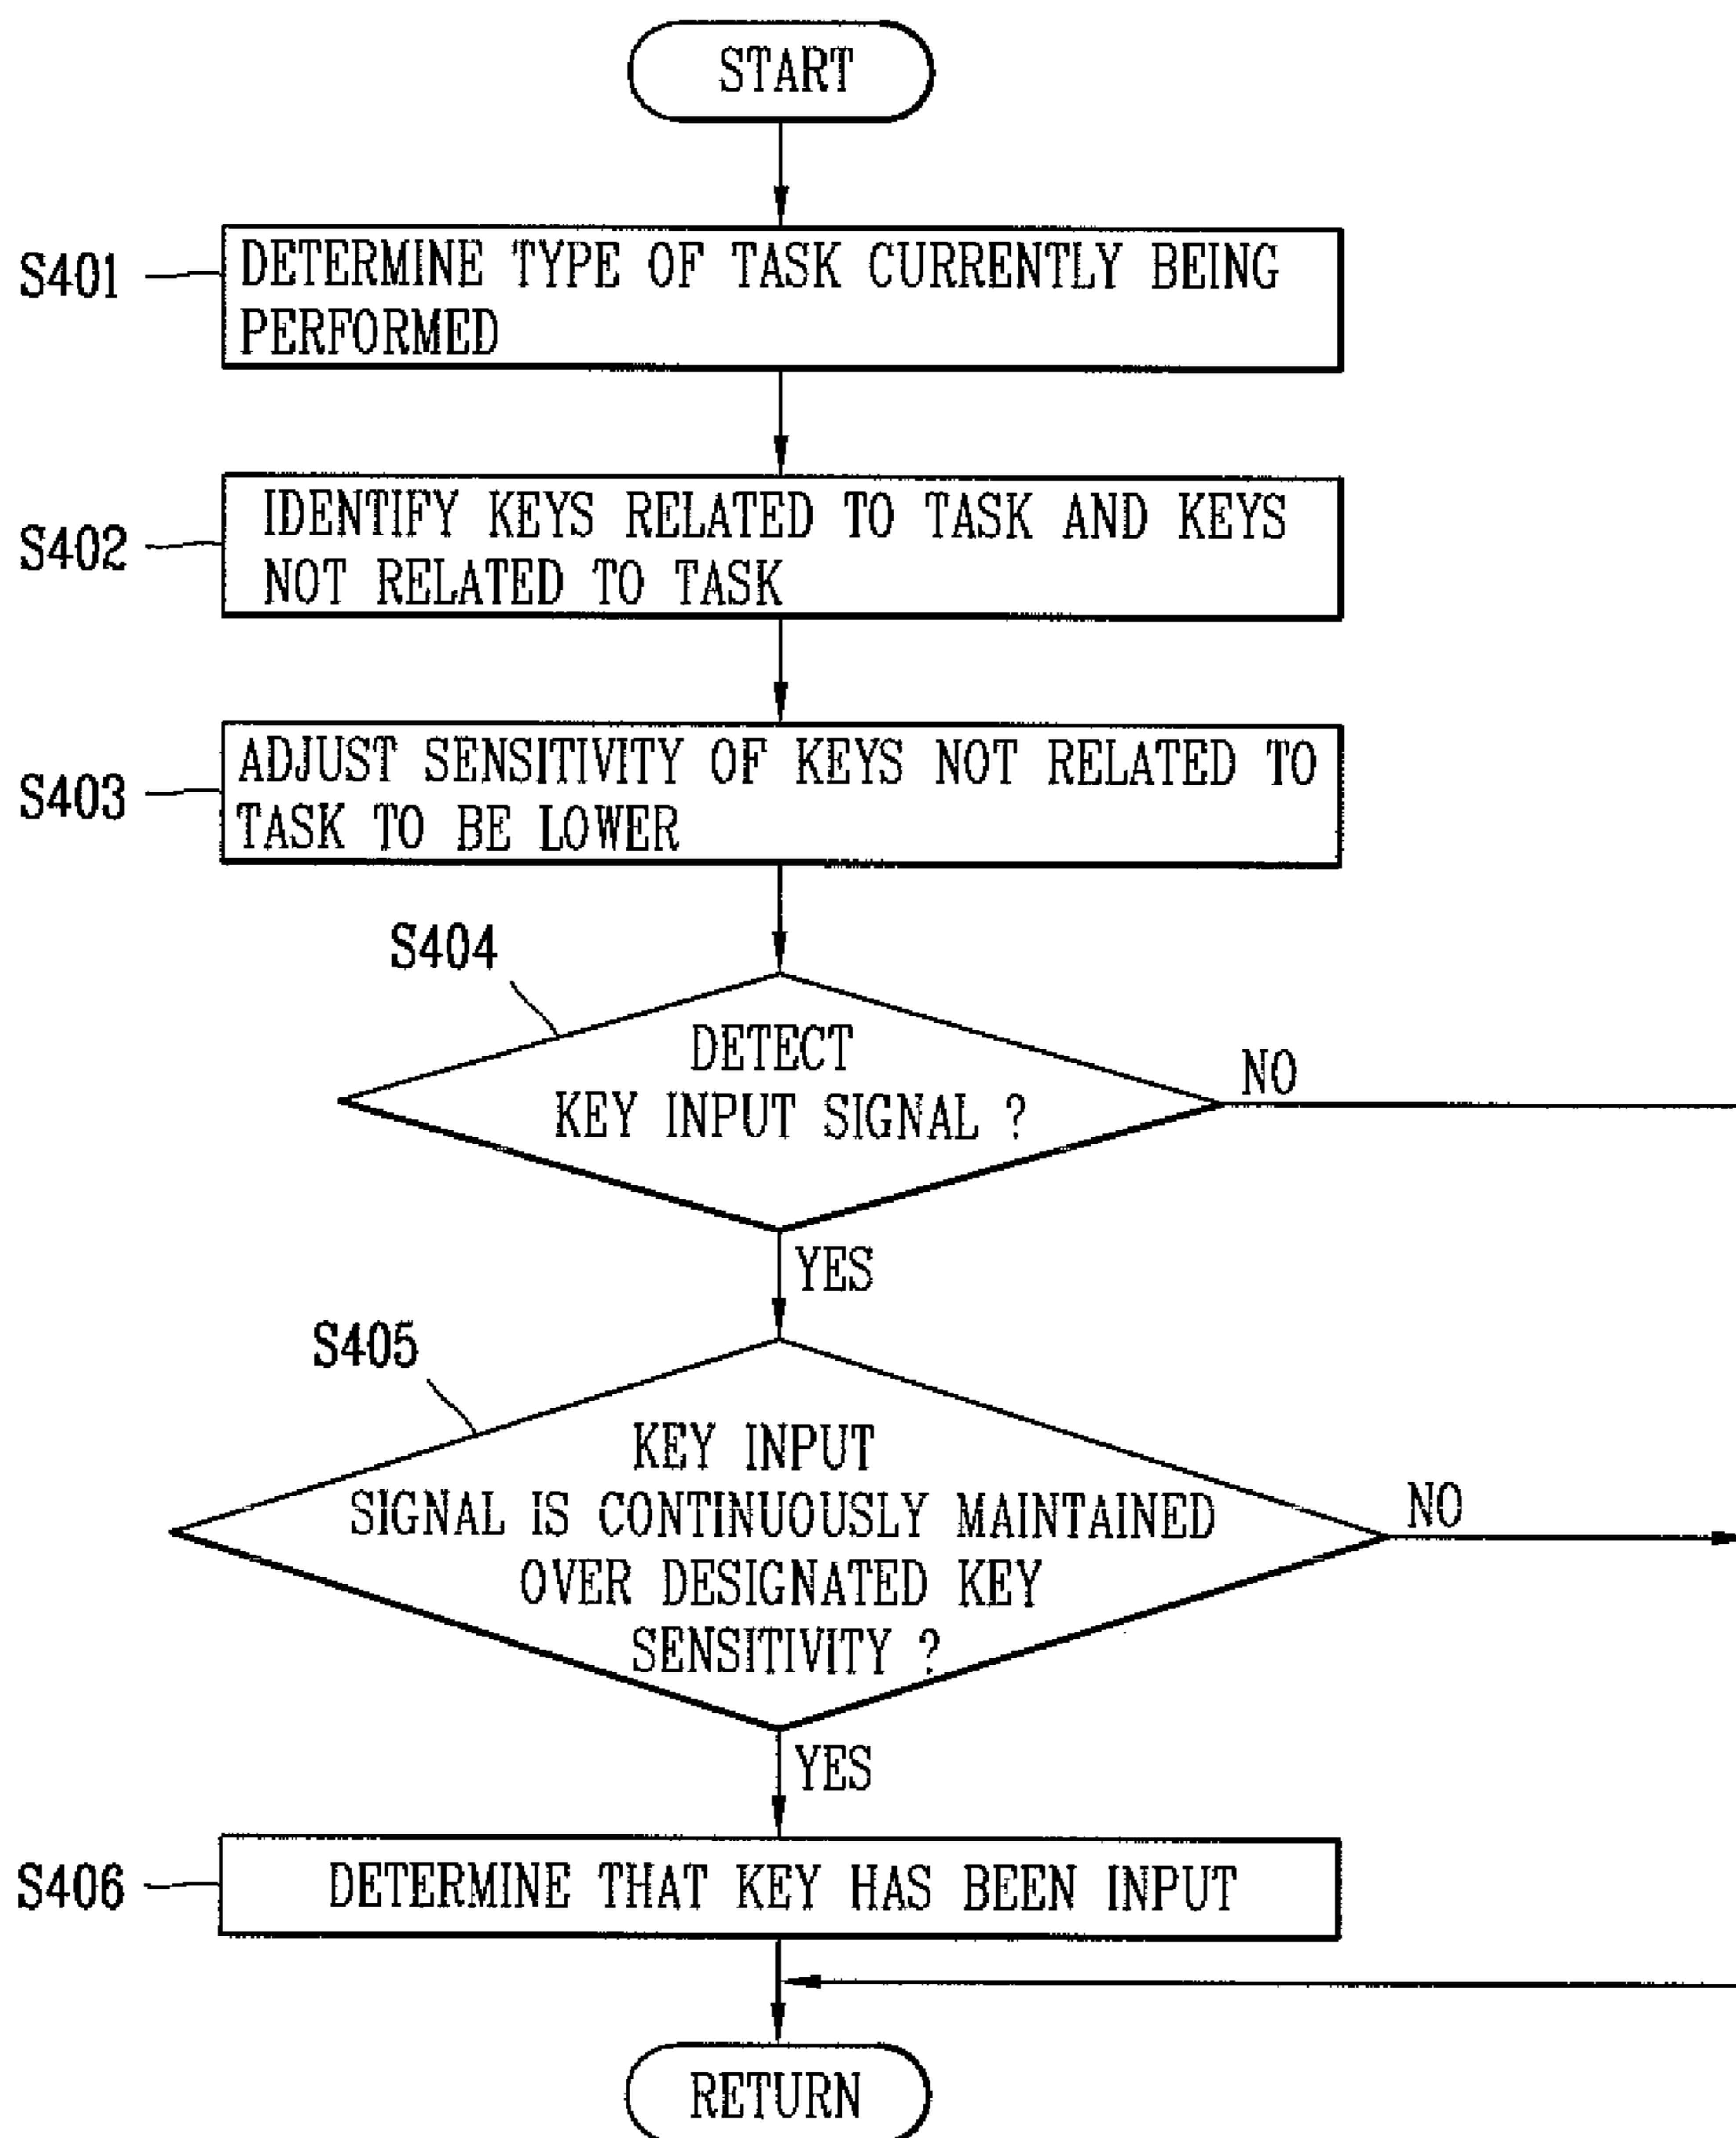 START
S401
DETERMINE TYPE OF TASK CURRENTLY BEING
PERFORMED
S402
IDENTIFY KEYS RELATED TO TASK AND KEYS
NOT RELATED TO TASK
S403
ADJUST SENSITIVITY OF KEYS NOT RELATED TO
TASK TO BE LOWER
S404
DETECT
KEY INPUT SIGNAL ?
NO
YES
S405
KEY INPUT
SIGNAL IS CONTINUOUSLY MAINTAINED
OVER DESIGNATED KEY
SENSITIVITY ?
NO
YES
S406
DETERMINE THAT KEY HAS BEEN INPUT
RETURN